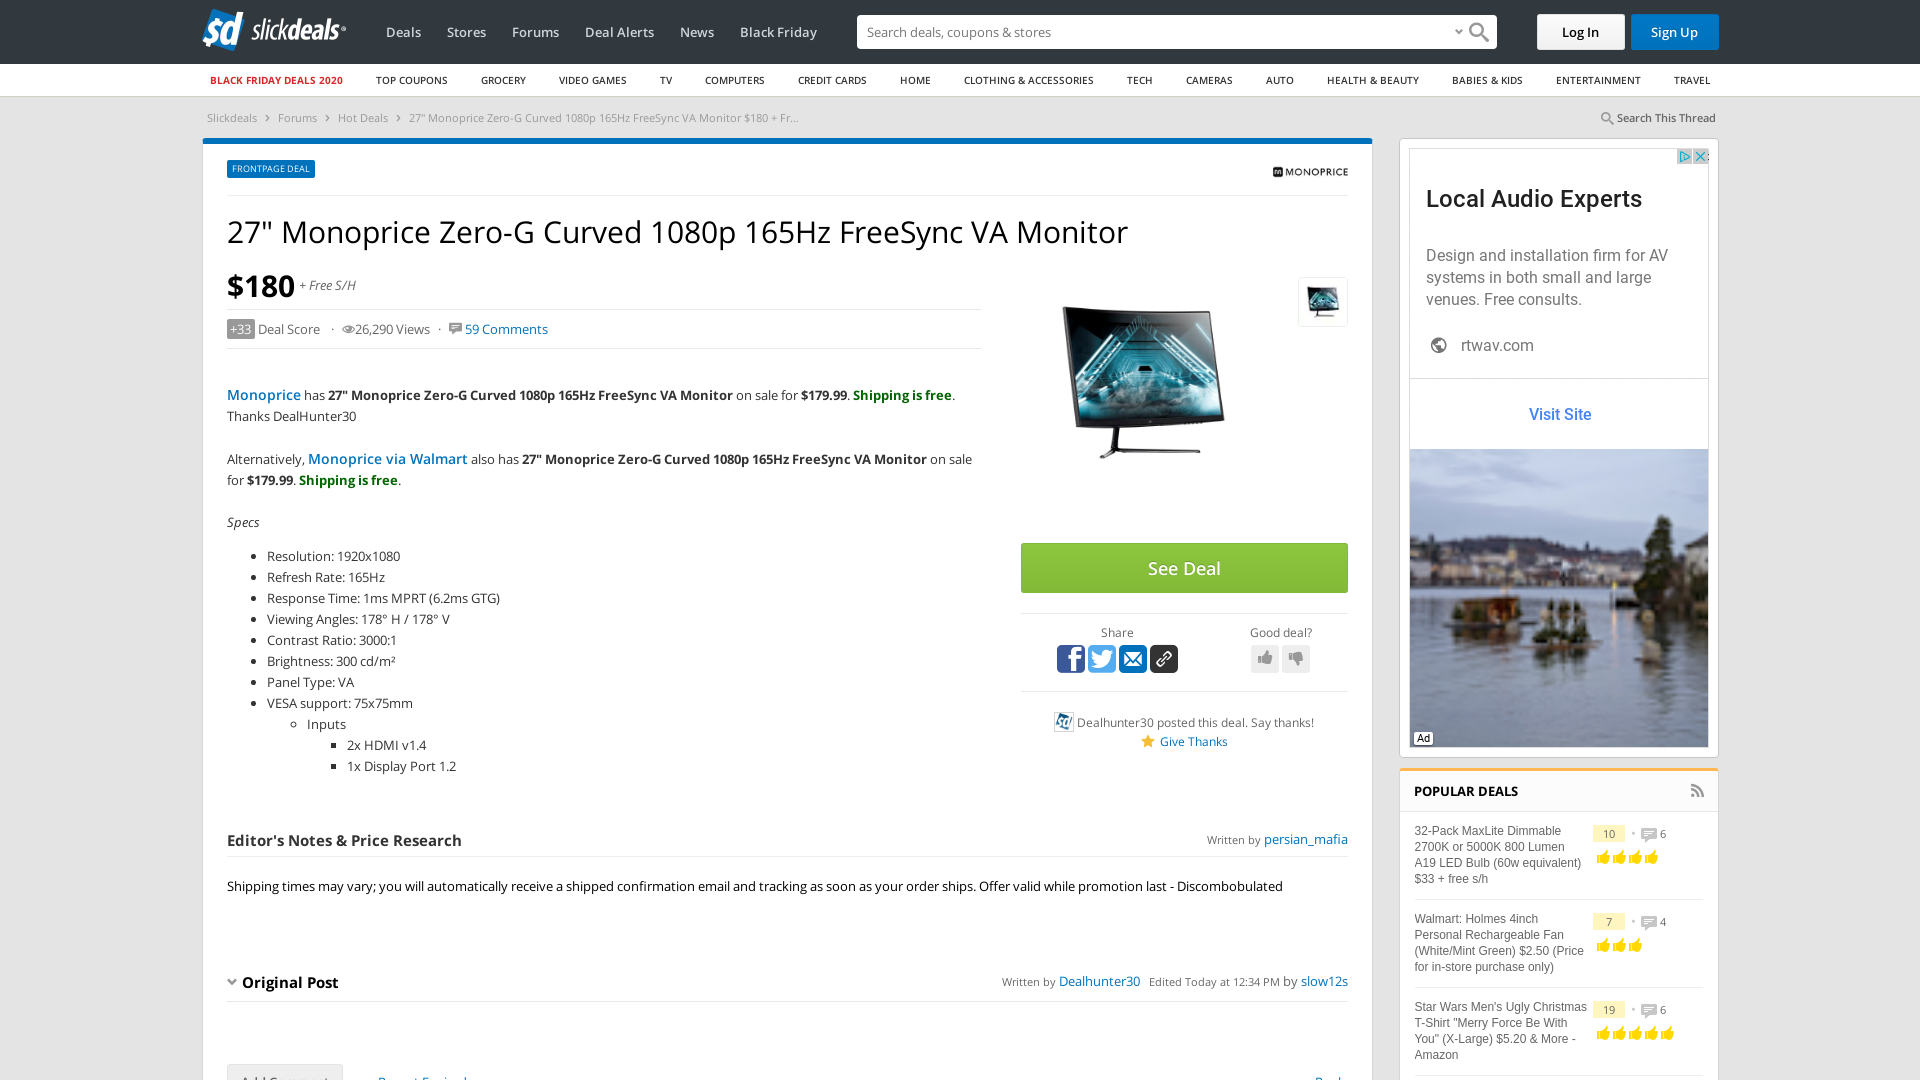 slickdeals
Deals Stores Forums Deal Alerts News Black Friday
Search deals, coupons & stores
Log In Sign Up
BLACK FRIDAY DEALS 2020 TOP COUPONS GROCERY VIDEO GAMES TV COMPUTERS CREDIT CARDS HOME CLOTHING & ACCESSORIES TECH CAMERAS AUTO HEALTH & BEAUTY BABIES & KIDS ENTERTAINMENT TRAVEL
Slickdeals › Forums › Hot Deals › 27" Monoprice Zero-G Curved 1080p 165Hz FreeSync VA Monitor $180 + Fr...
Search This Thread
FRONTPAGE DEAL
MONOPRICE
27" Monoprice Zero-G Curved 1080p 165Hz FreeSync VA Monitor
$180 + Free S/H
+33 Deal Score · 26,290 Views · 59 Comments
Monoprice has 27" Monoprice Zero-G Curved 1080p 165Hz FreeSync VA Monitor on sale for $179.99. Shipping is free.
Thanks DealHunter30
Alternatively, Monoprice via Walmart also has 27" Monoprice Zero-G Curved 1080p 165Hz FreeSync VA Monitor on sale
for $179.99. Shipping is free.
Specs
• Resolution: 1920x1080
• Refresh Rate: 165Hz
• Response Time: 1ms MPRT (6.2ms GTG)
• Viewing Angles: 178° H / 178° V
• Contrast Ratio: 3000:1
• Brightness: 300 cd/m²
• Panel Type: VA
• VESA support: 75x75mm
◦ Inputs
▪ 2x HDMI v1.4
▪ 1x Display Port 1.2
See Deal
Share
Good deal?
Dealhunter30 posted this deal. Say thanks!
Give Thanks
Editor's Notes & Price Research
Written by persian_mafia
Shipping times may vary; you will automatically receive a shipped confirmation email and tracking as soon as your order ships. Offer valid while promotion last - Discombobulated
Original Post
Written by Dealhunter30 Edited Today at 12:34 PM by slow12s
Local Audio Experts
Design and installation firm for AV
systems in both small and large
venues. Free consults.
rtwav.com
Visit Site
Ad
POPULAR DEALS
32-Pack MaxLite Dimmable
2700K or 5000K 800 Lumen
A19 LED Bulb (60w equivalent)
$33 + free s/h
10 • 6
Walmart: Holmes 4inch
Personal Rechargeable Fan
(White/Mint Green) $2.50 (Price
for in-store purchase only)
7 • 4
Star Wars Men's Ugly Christmas
T-Shirt "Merry Force Be With
You" (X-Large) $5.20 & More -
Amazon
19 • 6